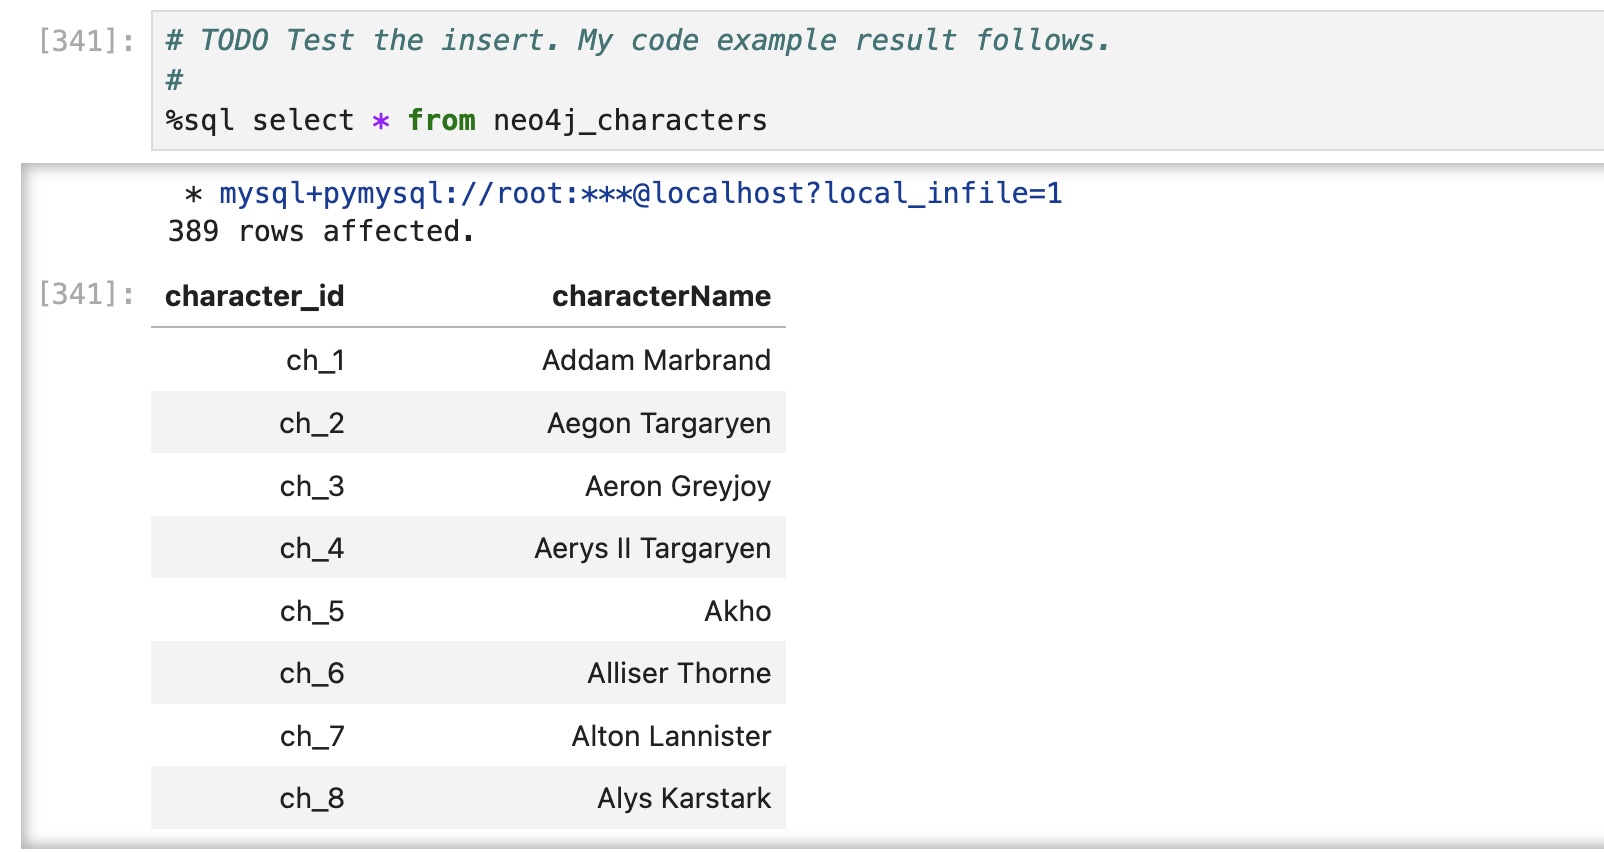 [341]: # TODO Test the insert. My code example result follows.
#
%sql select * from neo4j_characters
* mysql+pymysql://root:***@localhost?local_infile=1
389 rows affected.
[341]: character_id characterName
ch_1 Addam Marbrand
ch_2 Aegon Targaryen
ch_3 Aeron Greyjoy
ch_4 Aerys II Targaryen
ch_5 Akho
ch_6 Alliser Thorne
ch_7 Alton Lannister
ch_8 Alys Karstark